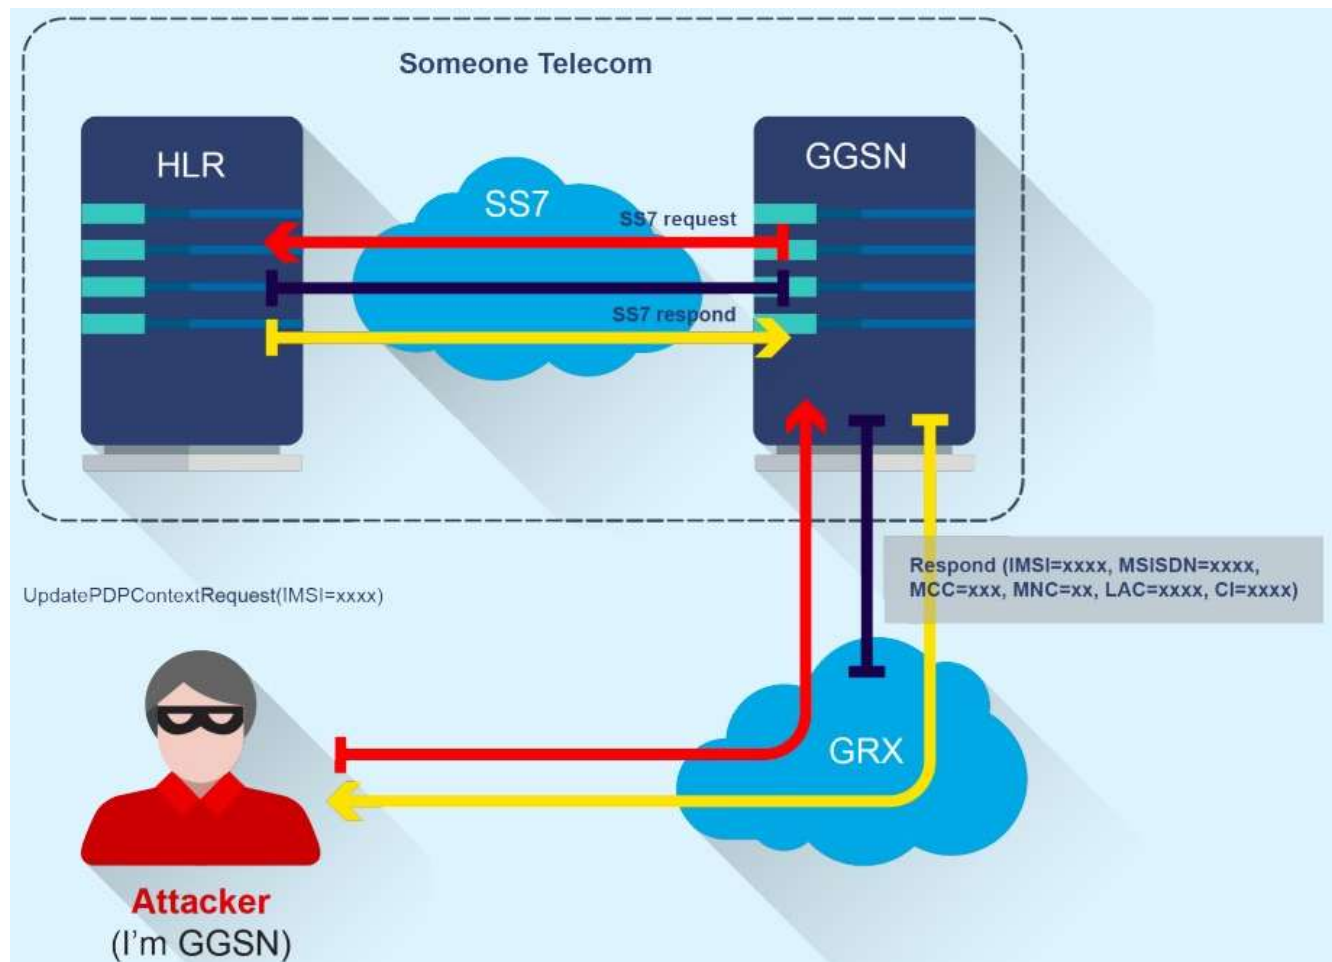 Someone Telecom
HLR
GGSN
SS7
SS7 request
SS7 respond
Respond (IMSI=xxxx, MSISDN=xxxx,
MCC=xxx, MNC=xx, LAC=xxxx, CI=xxxx)
UpdatePDPContextRequest(IMSI=xxxx)
GRX
Attacker
(I'm GGSN)